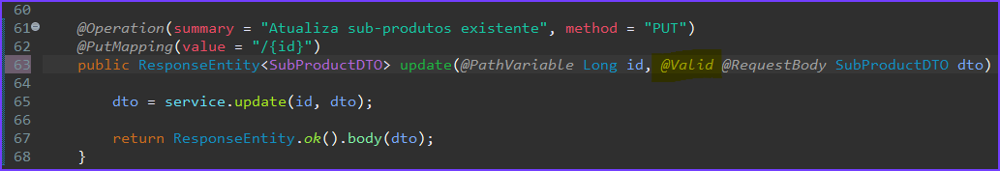 60
61 @Operation(summary = "Atualiza sub-produtos existente", method = "PUT")
62 @PutMapping(value = "/{id}")
63 public ResponseEntity<SubProductDTO> update(@PathVariable Long id, @Valid @RequestBody SubProductDTO dto)
64
65 dto = service.update(id, dto);
66
67 return ResponseEntity.ok().body(dto);
68 }